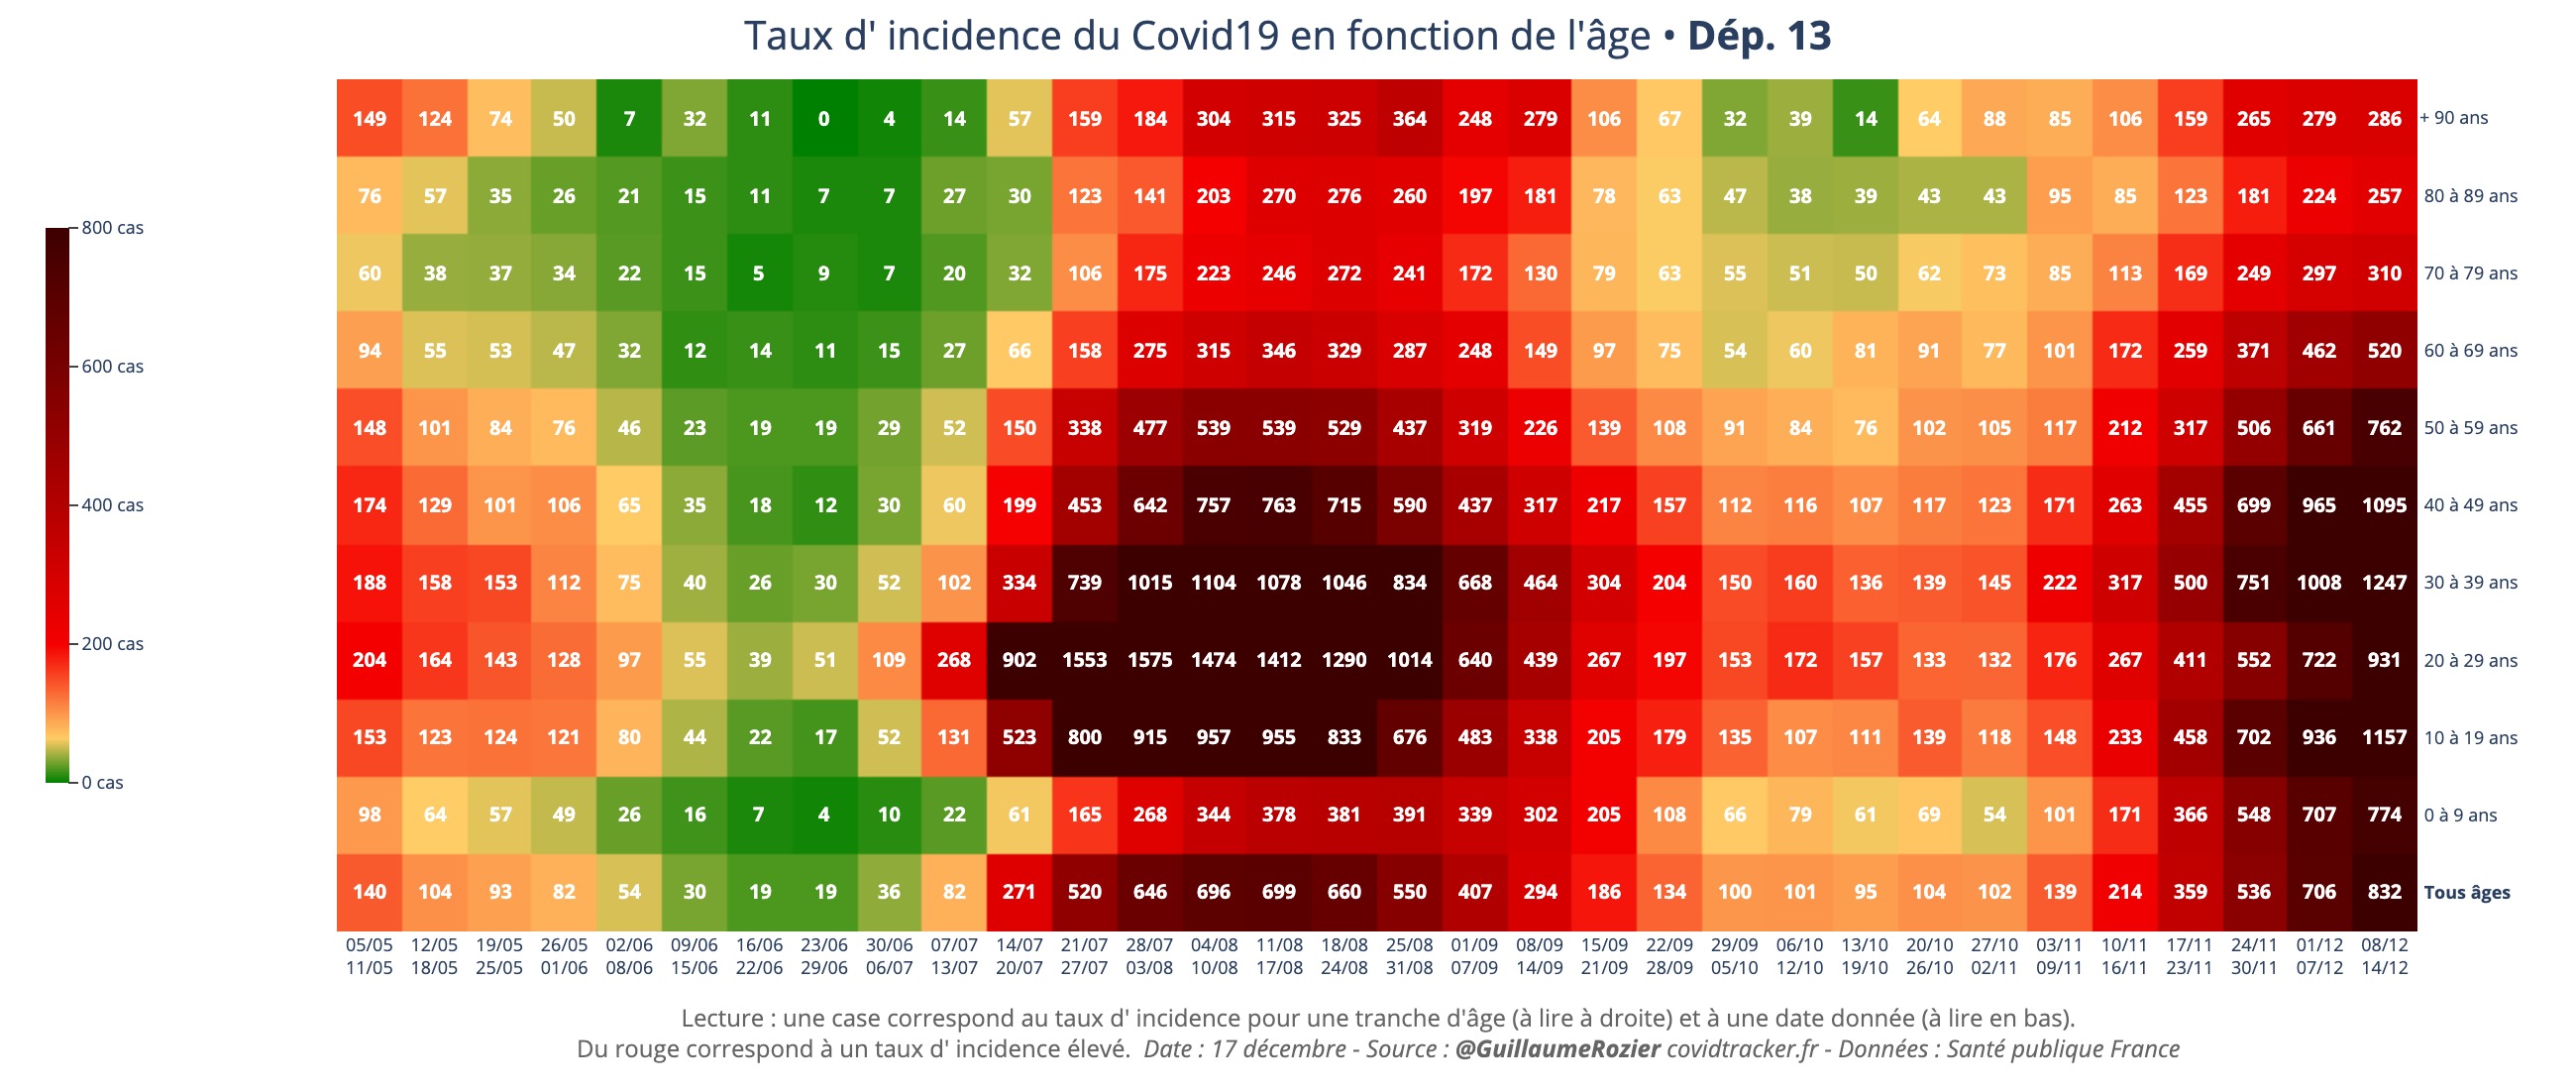 Taux d' incidence du Covid19 en fonction de l'âge • Dép. 13
149 124 74 50 7 32 11 0 4 14 57 159 184 304 315 325 364 248 279 106 67 32 39 14 64 88 85 106 159 265 279 286 + 90 ans
76 57 35 26 21 15 11 7 7 27 30 123 141 203 270 276 260 197 181 78 63 47 38 39 43 43 95 85 123 181 224 257 80 à 89 ans
800 cas
60 38 37 34 22 15 5 9 7 20 32 106 175 223 246 272 241 172 130 79 63 55 51 50 62 73 85 113 169 249 297 310 70 à 79 ans
94 55 53 47 32 12 14 11 15 27 66 158 275 315 346 329 287 248 149 97 75 54 60 81 91 77 101 172 259 371 462 520 60 à 69 ans
600 cas
148 101 84 76 46 23 19 19 29 52 150 338 477 539 539 529 437 319 226 139 108 91 84 76 102 105 117 212 317 506 661 762 50 à 59 ans
400 cas
174 129 101 106 65 35 18 12 30 60 199 453 642 757 763 715 590 437 317 217 157 112 116 107 117 123 171 263 455 699 965 1095 40 à 49 ans
188 158 153 112 75 40 26 30 52 102 334 739 1015 1104 1078 1046 834 668 464 304 204 150 160 136 139 145 222 317 500 751 1008 1247 30 à 39 ans
200 cas
204 164 143 128 97 55 39 51 109 268 902 1553 1575 1474 1412 1290 1014 640 439 267 197 153 172 157 133 132 176 267 411 552 722 931 20 à 29 ans
153 123 124 121 80 44 22 17 52 131 523 800 915 957 955 833 676 483 338 205 179 135 107 111 139 118 148 233 458 702 936 1157 10 à 19 ans
0 cas
98 64 57 49 26 16 7 4 10 22 61 165 268 344 378 381 391 339 302 205 108 66 79 61 69 54 101 171 366 548 707 774 0 à 9 ans
140 104 93 82 54 30 19 19 36 82 271 520 646 696 699 660 550 407 294 186 134 100 101 95 104 102 139 214 359 536 706 832 Tous âges
05/05 12/05 19/05 26/05 02/06 09/06 16/06 23/06 30/06 07/07 14/07 21/07 28/07 04/08 11/08 18/08 25/08 01/09 08/09 15/09 22/09 29/09 06/10 13/10 20/10 27/10 03/11 10/11 17/11 24/11 01/12 08/12
11/05 18/05 25/05 01/06 08/06 15/06 22/06 29/06 06/07 13/07 20/07 27/07 03/08 10/08 17/08 24/08 31/08 07/09 14/09 21/09 28/09 05/10 12/10 19/10 26/10 02/11 09/11 16/11 23/11 30/11 07/12 14/12
Lecture : une case correspond au taux d' incidence pour une tranche d'âge (à lire à droite) et à une date donnée (à lire en bas).
Du rouge correspond à un taux d' incidence élevé. Date : 17 décembre - Source : @GuillaumeRozier covidtracker.fr - Données : Santé publique France